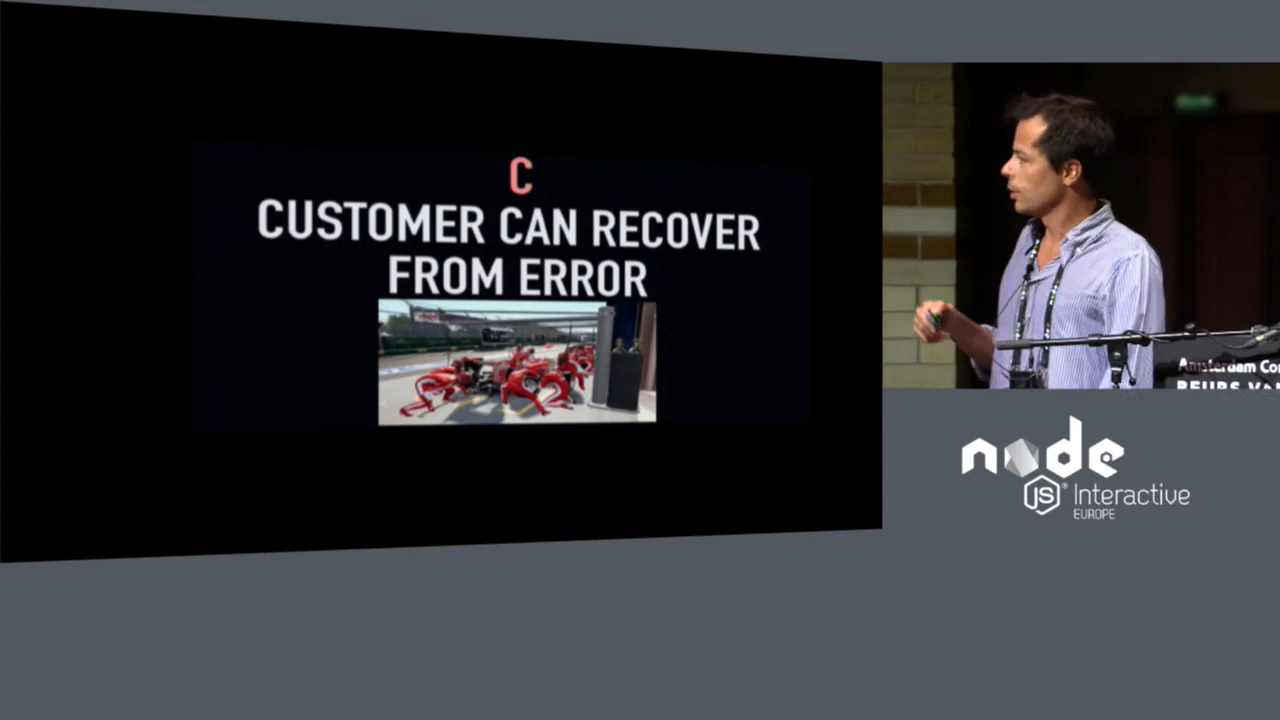 C
CUSTOMER CAN RECOVER
FROM ERROR
Amsterdam
node
JS
Interactive
EUROPE